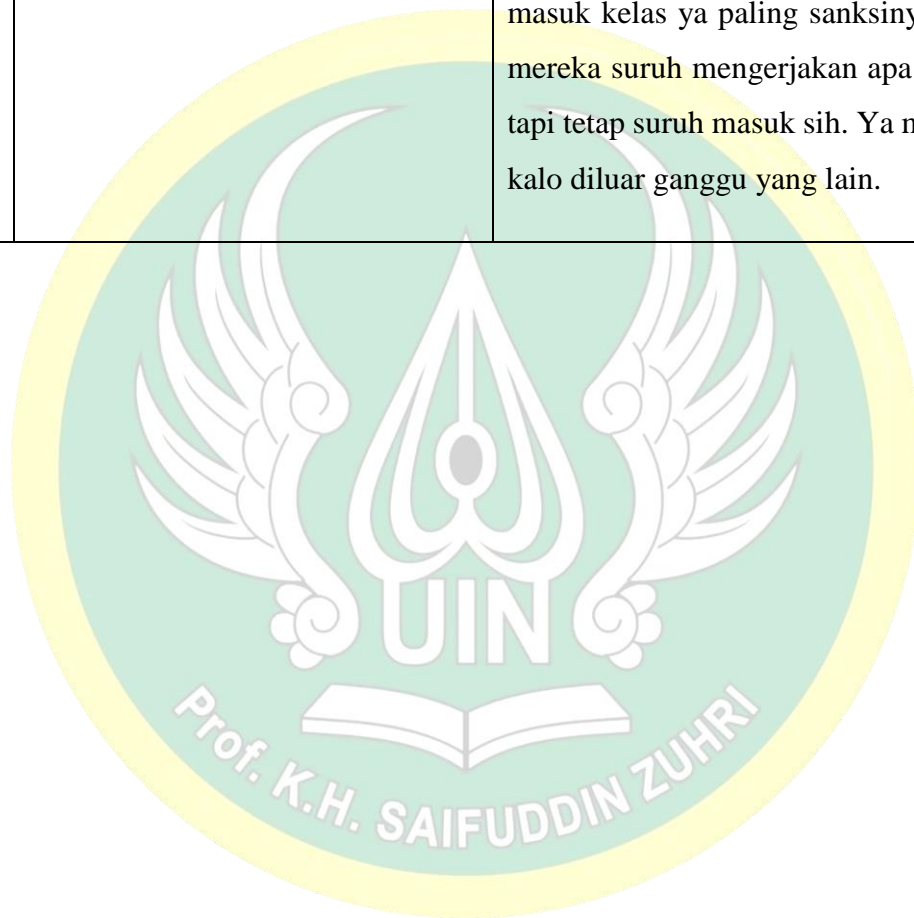 masuk kelas ya paling sanksiny
mereka suruh mengerjakan apa
tapi tetap suruh masuk sih. Ya
kalo diluar ganggu yang lain.
UIN
Prof. K.H. SAIFUDDIN ZUHRI